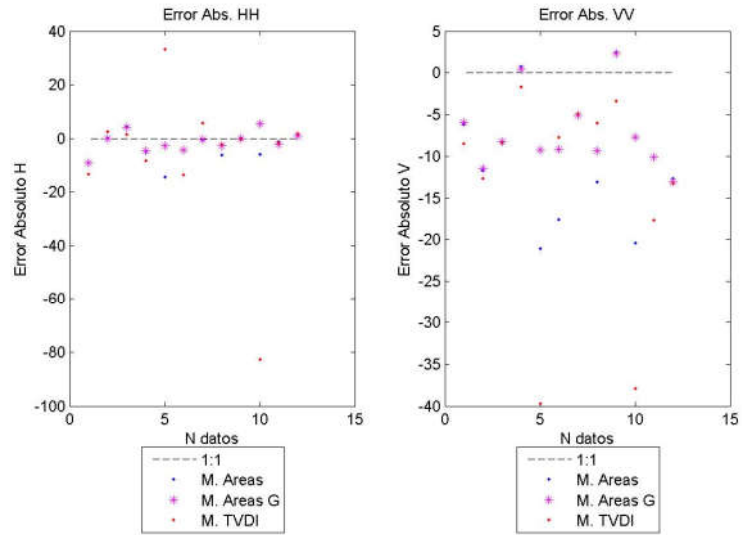 Error Abs. HH
40
20
0
-20
-40
-60
-80
-100
Error Absoluto H
0
5
10
15
N datos
1:1
M. Areas
M. Areas G
M. TVDI
Error Abs. VV
5
0
-5
-10
-15
-20
-25
-30
-35
-40
Error Absoluto V
0
5
10
15
N datos
1:1
M. Areas
M. Areas G
M. TVDI